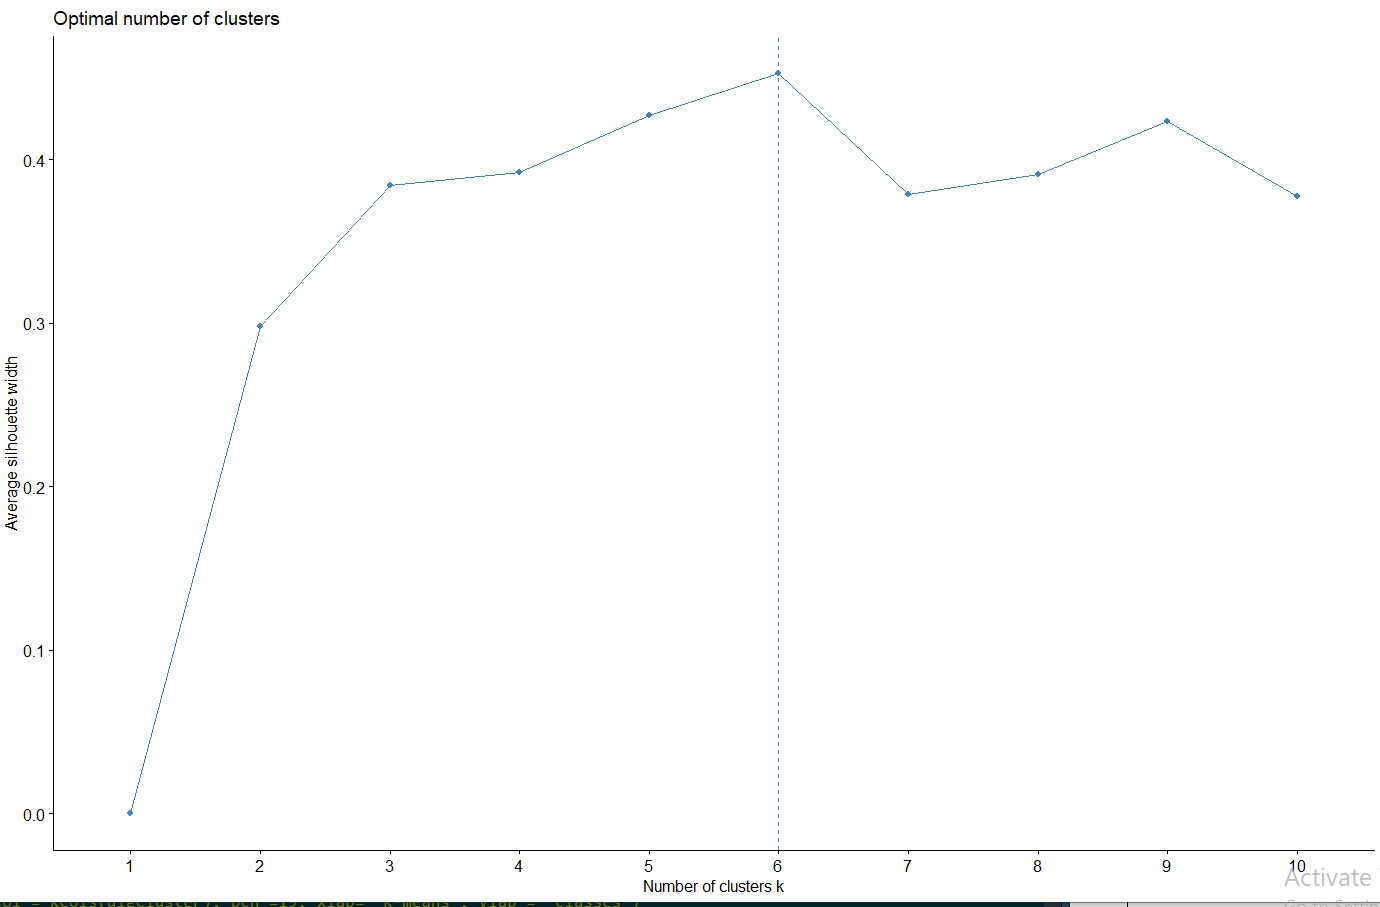 Optimal number of clusters
Average silhouette width
0.4
0.3
0.2
0.1
0.0
1 2 3 4 5 6 7 8 9 10
Number of clusters k
Activate